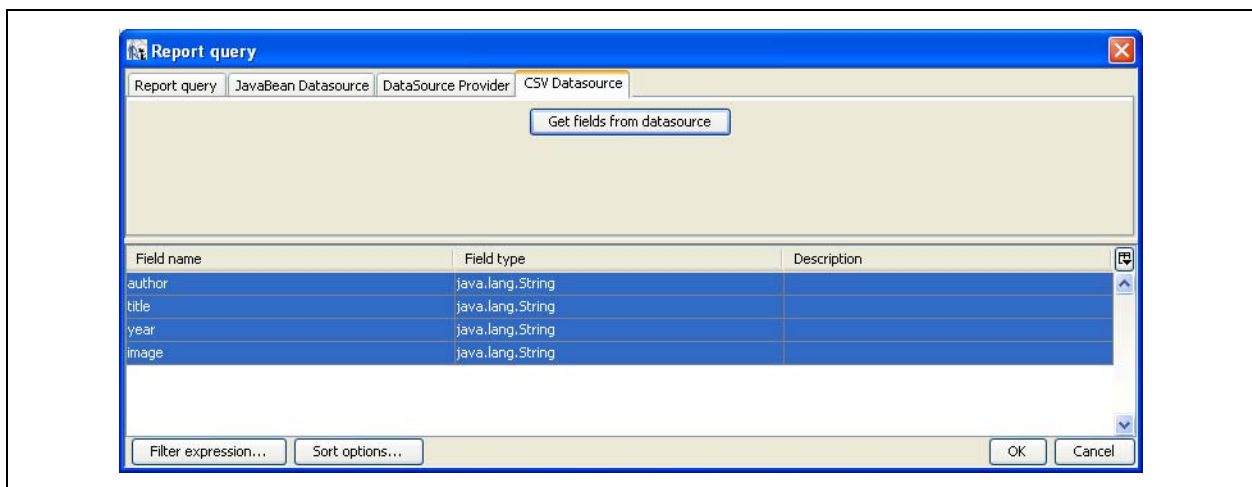 Report query
Report query JavaBean Datasource DataSource Provider CSV Datasource
Get fields from datasource
Field name Field type Description
author java.lang.String
title java.lang.String
year java.lang.String
image java.lang.String
Filter expression... Sort options... OK Cancel